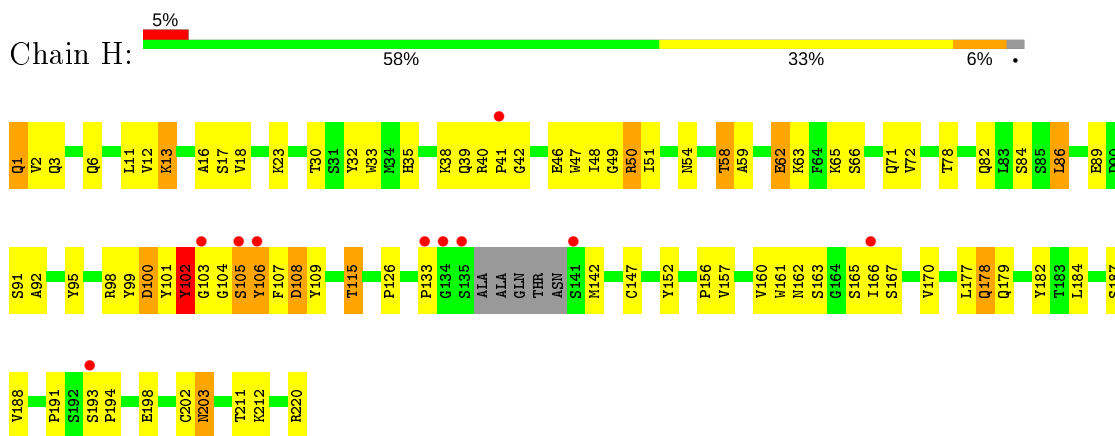 5%
Chain H:
58% 33% 6% •
Q1 V2 Q3 Q6 L11 V12 K13 A16 S17 V18 K23 T30 S31 Y32 W33 M34 H35 K38 Q39 R40 P41 G42 E46 W47 I48 G49 R50 I51 N54 T58 A59 E62 K63 F64 K65 S66 Q71 V72 T78 Q82 L83 S84 S85 L86 E89 D90
S91 A92 Y95 R98 Y99 D100 Y101 Y102 G103 G104 S105 Y106 F107 D108 Y109 T115 P126 P133 G134 S135 ALA ALA GLN THR ASN S141 M142 C147 Y152 P156 V157 V160 W161 N162 S163 G164 S165 I166 S167 V170 L177 Q178 Q179 Y182 T183 L184 S187
V188 P191 S192 S193 P194 E198 C202 N203 T211 K212 R220